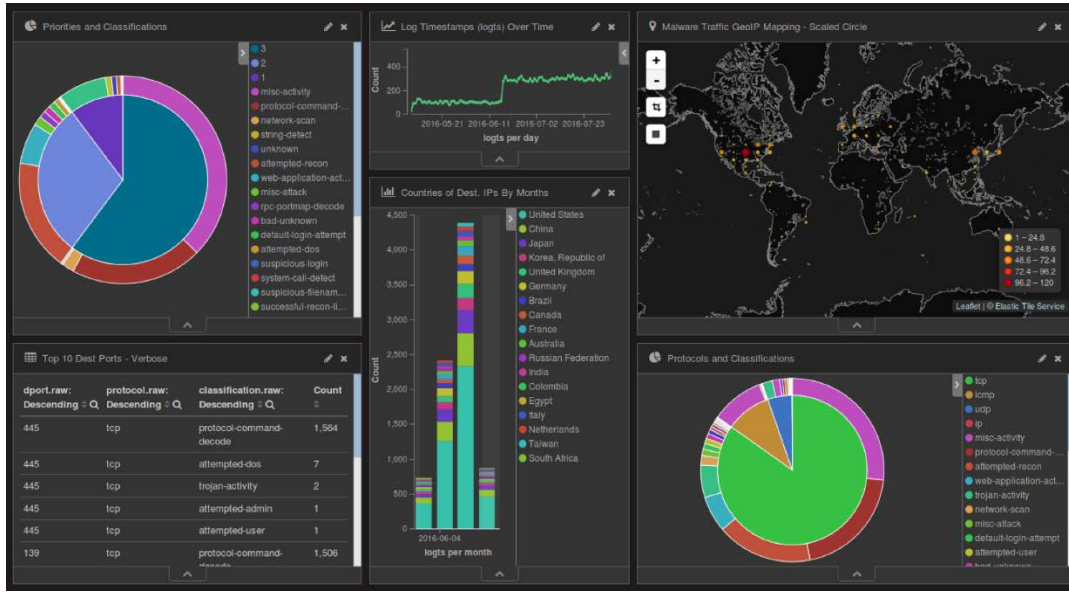 Priorities and Classifications
3
2
1
misc-activity
protocol-command-...
network-scan
string-detect
unknown
attempted-recon
web-application-act...
misc-attack
rpc-portmap-decode
bad-unknown
default-login-attempt
attempted-dos
suspicious-login
system-call-detect
suspicious-filenam...
successful-recon-li...
Log Timestamps (logts) Over Time
Count
400
200
0
2016-05-21 2016-06-11 2016-07-02 2016-07-23
logts per day
Malware Traffic GeoIP Mapping - Scaled Circle
+
-
1 – 24.8
24.8 – 48.6
48.6 – 72.4
72.4 – 96.2
96.2 – 120
Leaflet | © Elastic Tile Service
Top 10 Dest Ports - Verbose
dport.raw: protocol.raw: classification.raw: Count
Descending Descending Descending
445 tcp protocol-command-decode 1,564
445 tcp attempted-dos 7
445 tcp trojan-activity 2
445 tcp attempted-admin 1
445 tcp attempted-user 1
139 tcp protocol-command- 1,506
Countries of Dest. IPs By Months
Count
4,500
4,000
3,500
3,000
2,500
2,000
1,500
1,000
500
0
2016-06-04
logts per month
United States
China
Japan
Korea, Republic of
United Kingdom
Germany
Brazil
Canada
France
Australia
Russian Federation
India
Colombia
Egypt
Italy
Netherlands
Taiwan
South Africa
Protocols and Classifications
tcp
icmp
udp
ip
misc-activity
protocol-command-...
attempted-recon
web-application-act...
trojan-activity
network-scan
misc-attack
default-login-attempt
attempted-user